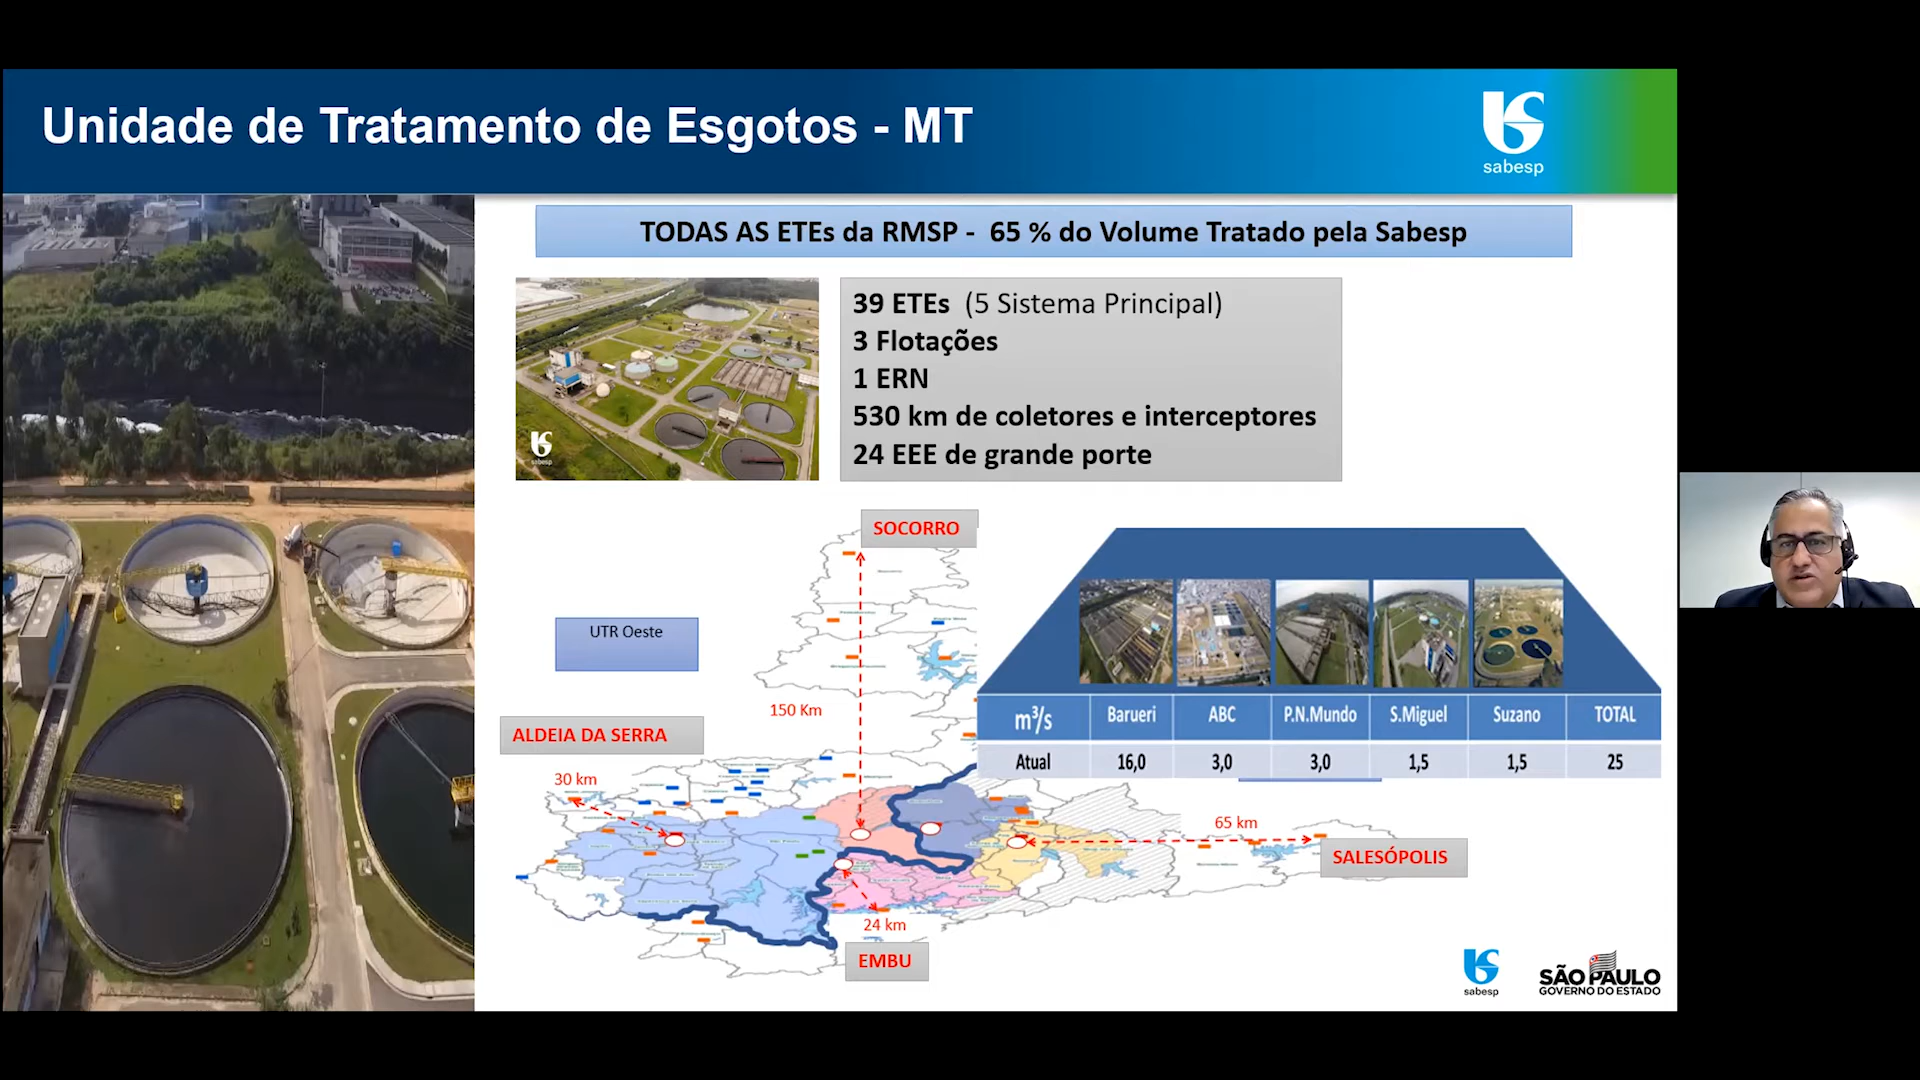 Unidade de Tratamento de Esgotos - MT
sabesp
TODAS AS ETEs da RMSP - 65 % do Volume Tratado pela Sabesp
39 ETEs (5 Sistema Principal)
3 Flotações
1 ERN
530 km de coletores e interceptores
24 EEE de grande porte
sabesp
SOCORRO
UTR Oeste
150 Km
ALDEIA DA SERRA
30 km
m³/s Barueri ABC P.N.Mundo S.Miguel Suzano TOTAL
Atual 16,0 3,0 3,0 1,5 1,5 25
65 km
SALESÓPOLIS
24 km
EMBU
sabesp
SÃO PAULO
GOVERNO DO ESTADO